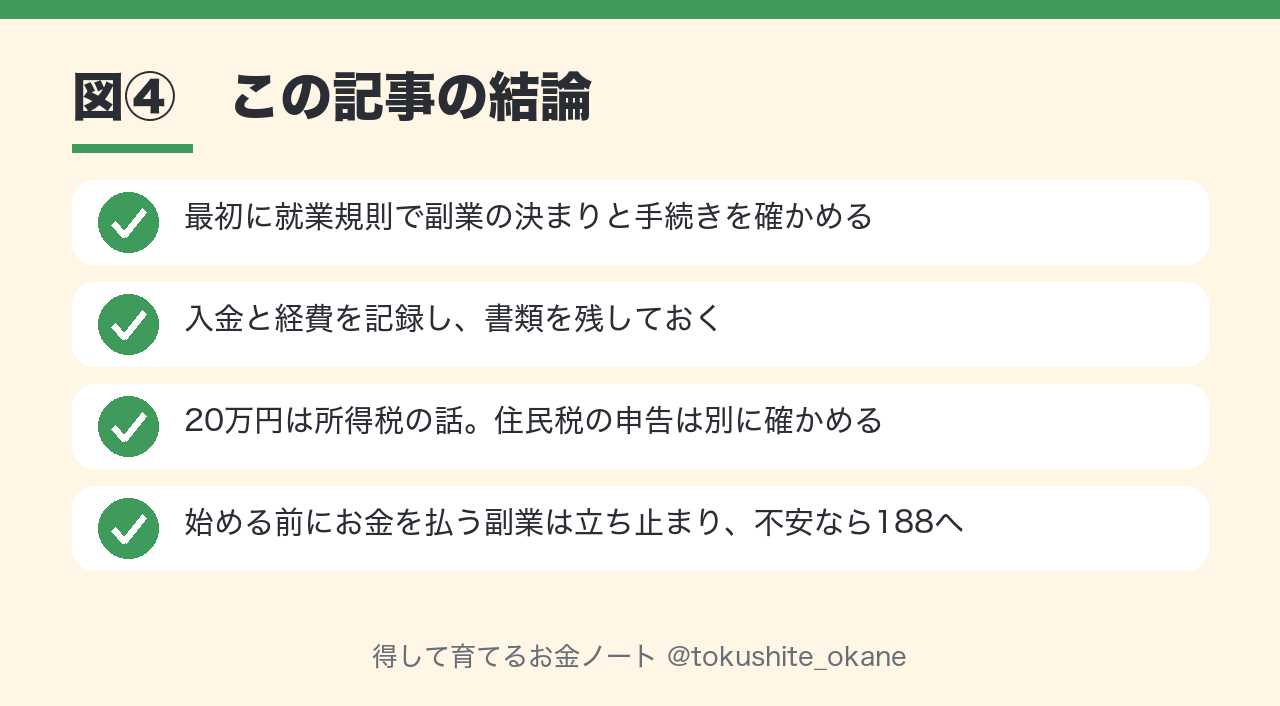 図④　この記事の結論
最初に就業規則で副業の決まりと手続きを確かめる
入金と経費を記録し、書類を残しておく
20万円は所得税の話。住民税の申告は別に確かめる
始める前にお金を払う副業は立ち止まり、不安なら188へ
得して育てるお金ノート @tokushite_okane